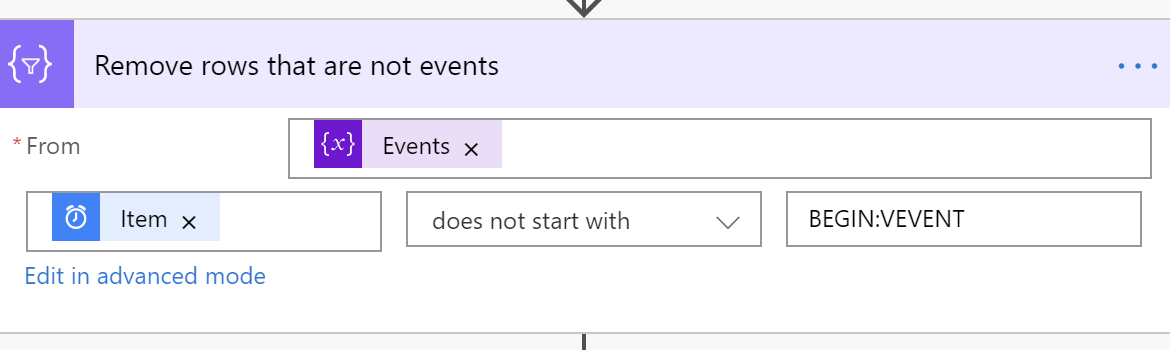 Remove rows that are not events
* From
{x} Events ×
Item ×
does not start with
BEGIN:VEVENT
Edit in advanced mode